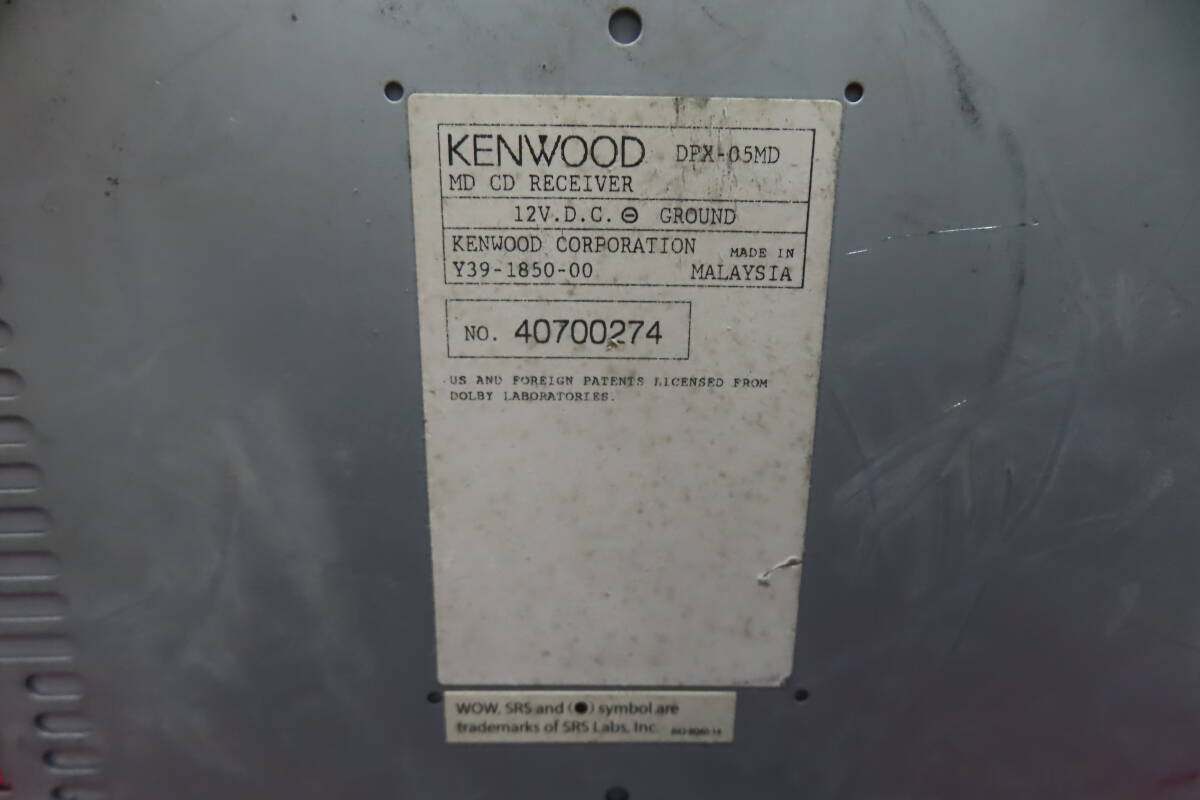 KENWOOD DPX-05MD
MD CD RECEIVER
12V.D.C. ⊖ GROUND
KENWOOD CORPORATION MADE IN
Y39-1850-00 MALAYSIA
NO. 40700274
US AND FOREIGN PATENTS LICENSED FROM
DOLBY LABORATORIES.
WOW, SRS and (●) symbol are
trademarks of SRS Labs, Inc.